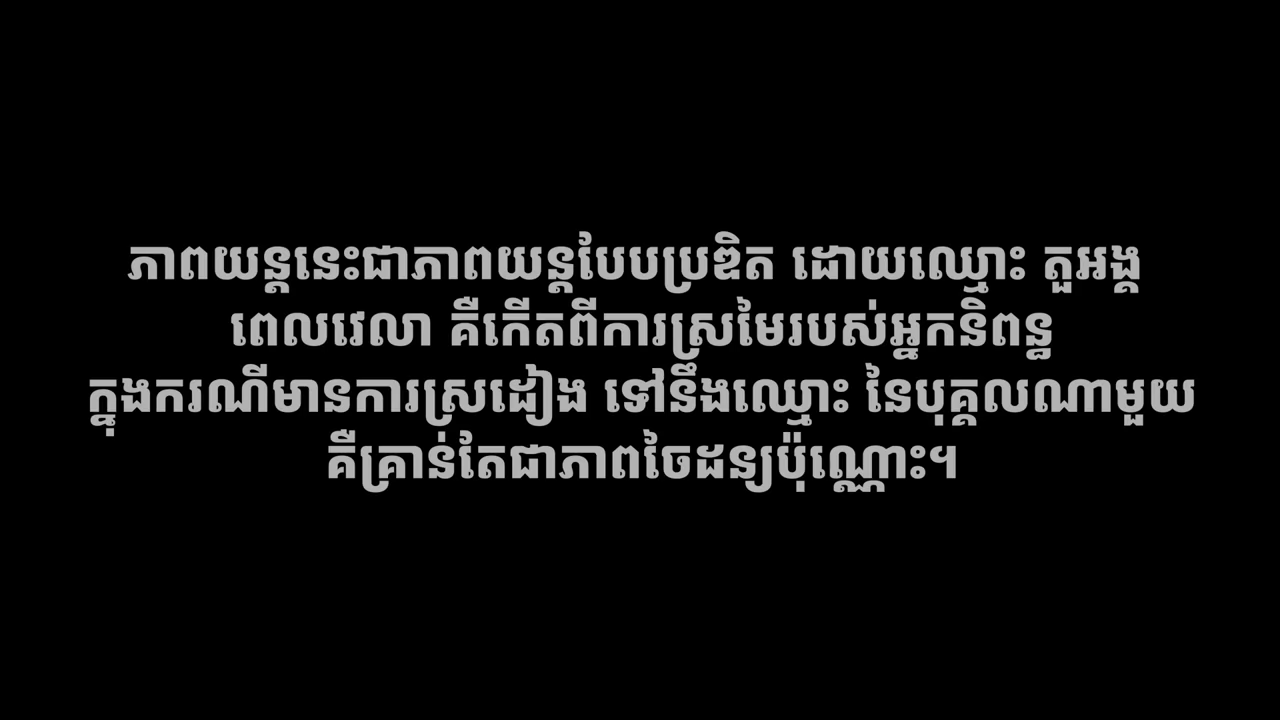 ភាពយន្តនេះជាភាពយន្តបែបប្រឌិត ដោយឈ្មោះ តួអង្គ
ពេលវេលា គឺកើតពីការស្រមៃរបស់អ្នកនិពន្ធ
ក្នុងករណីមានការស្រដៀង ទៅនឹងឈ្មោះ នៃបុគ្គលណាមួយ
គឺគ្រាន់តែជាភាពចៃដន្យប៉ុណ្ណោះ។